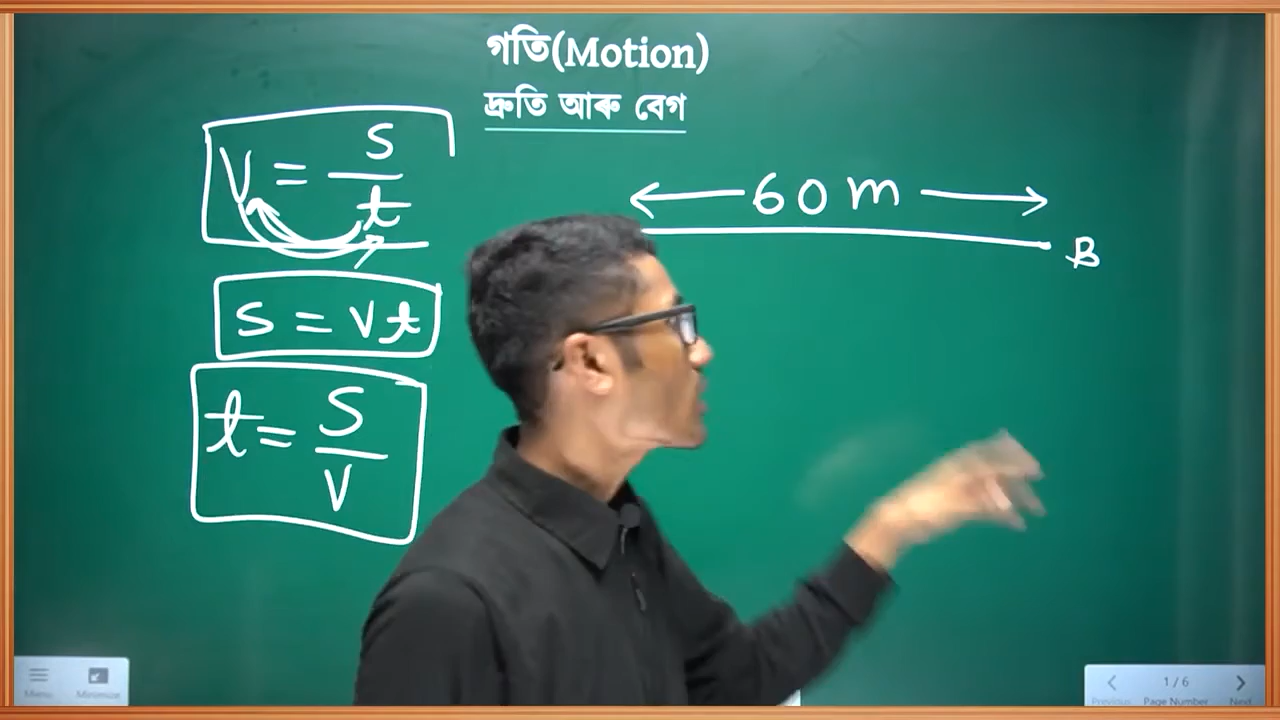 গতি(Motion)
দ্ৰুতি আৰু বেগ
V = S/t
S = Vt
t = S/V
60 m
B
Menu
Minimize
Previous
1 / 6
Page Number
Next